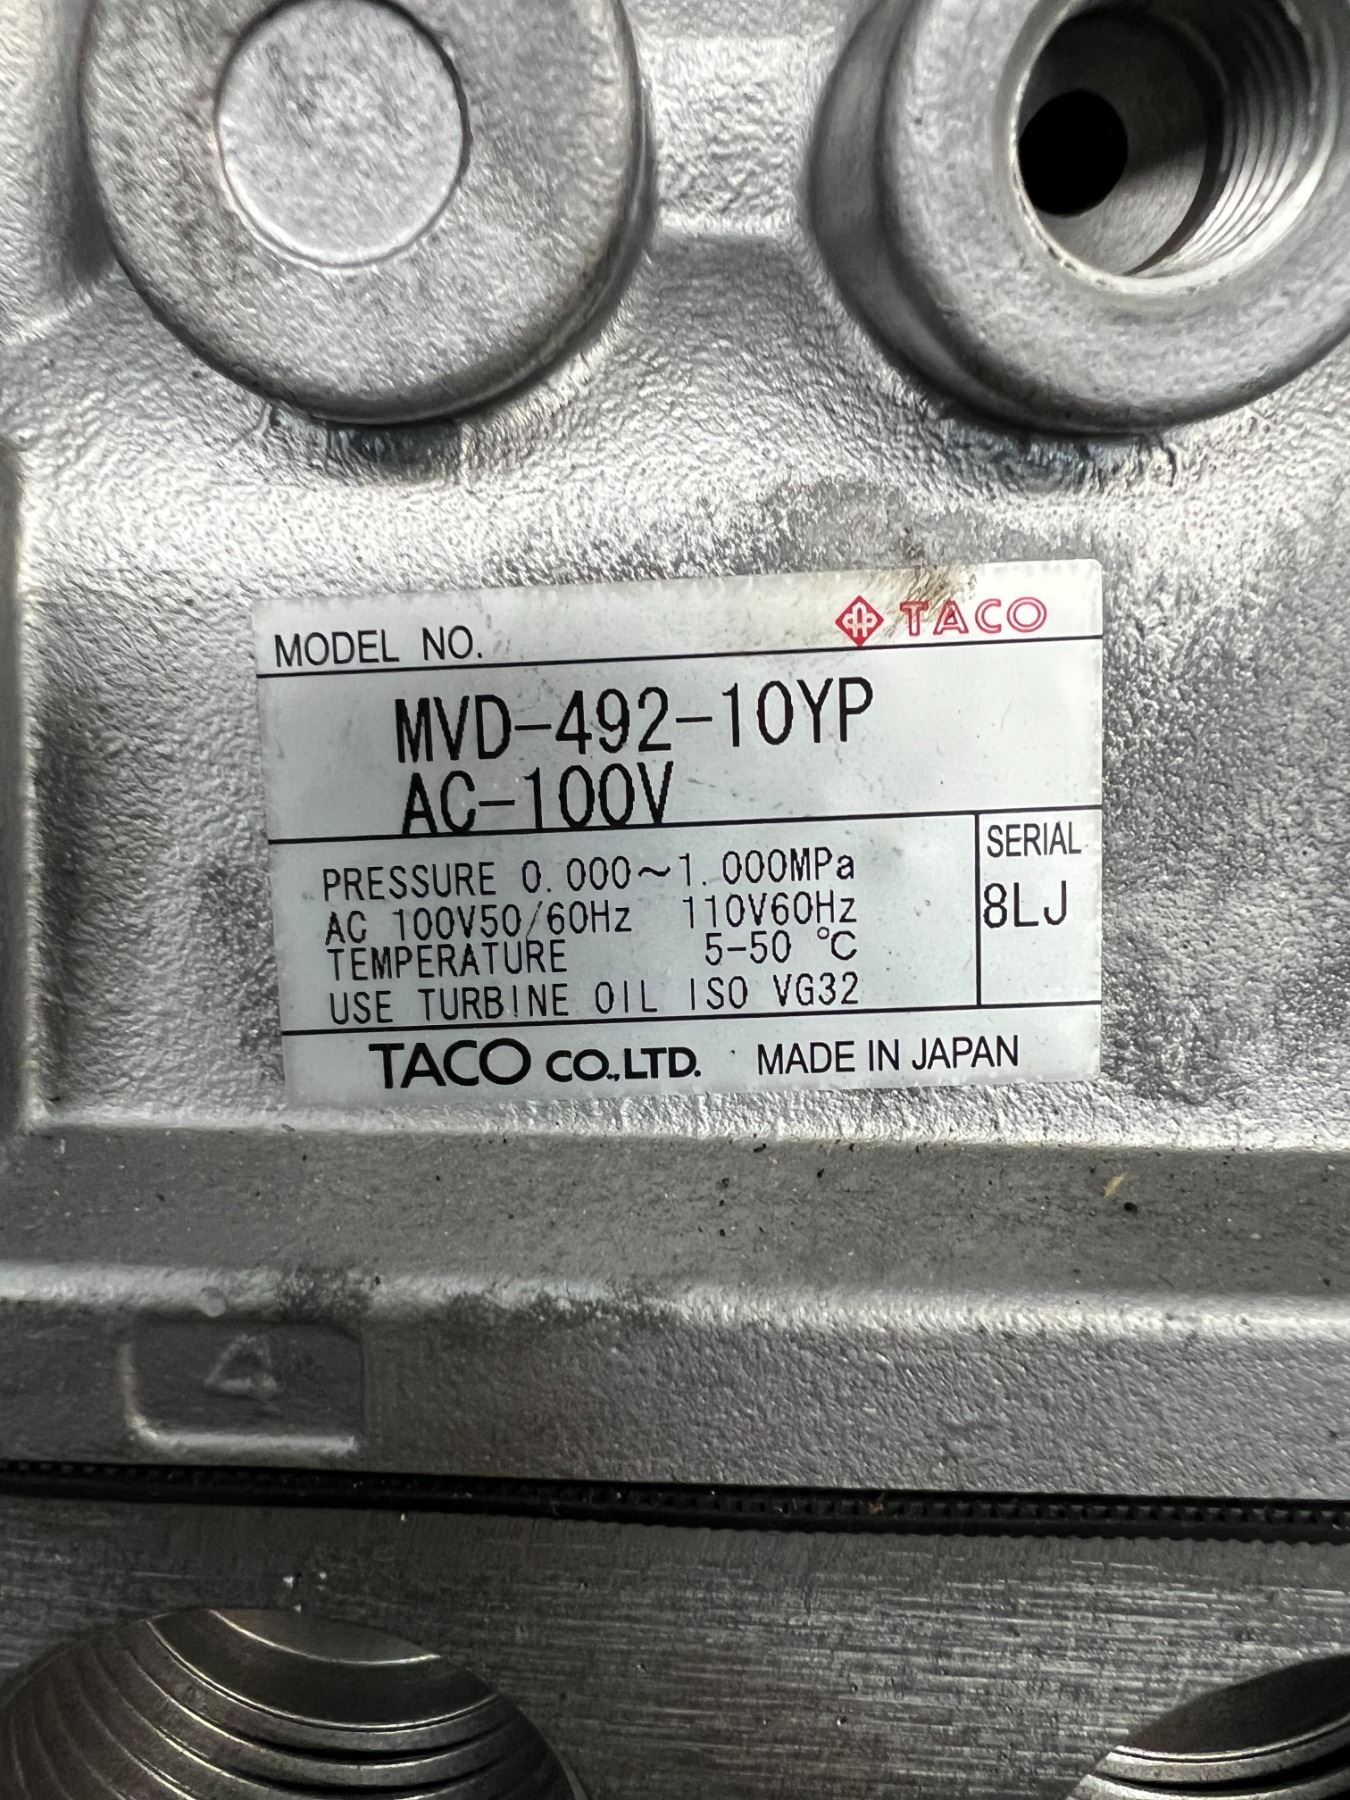 TACO
MODEL NO.
MVD-492-10YP
AC-100V
PRESSURE 0.000~1.000MPa
AC 100V50/60Hz 110V60Hz
TEMPERATURE 5-50 ℃
USE TURBINE OIL ISO VG32
SERIAL
8LJ
TACO CO.,LTD. MADE IN JAPAN
A